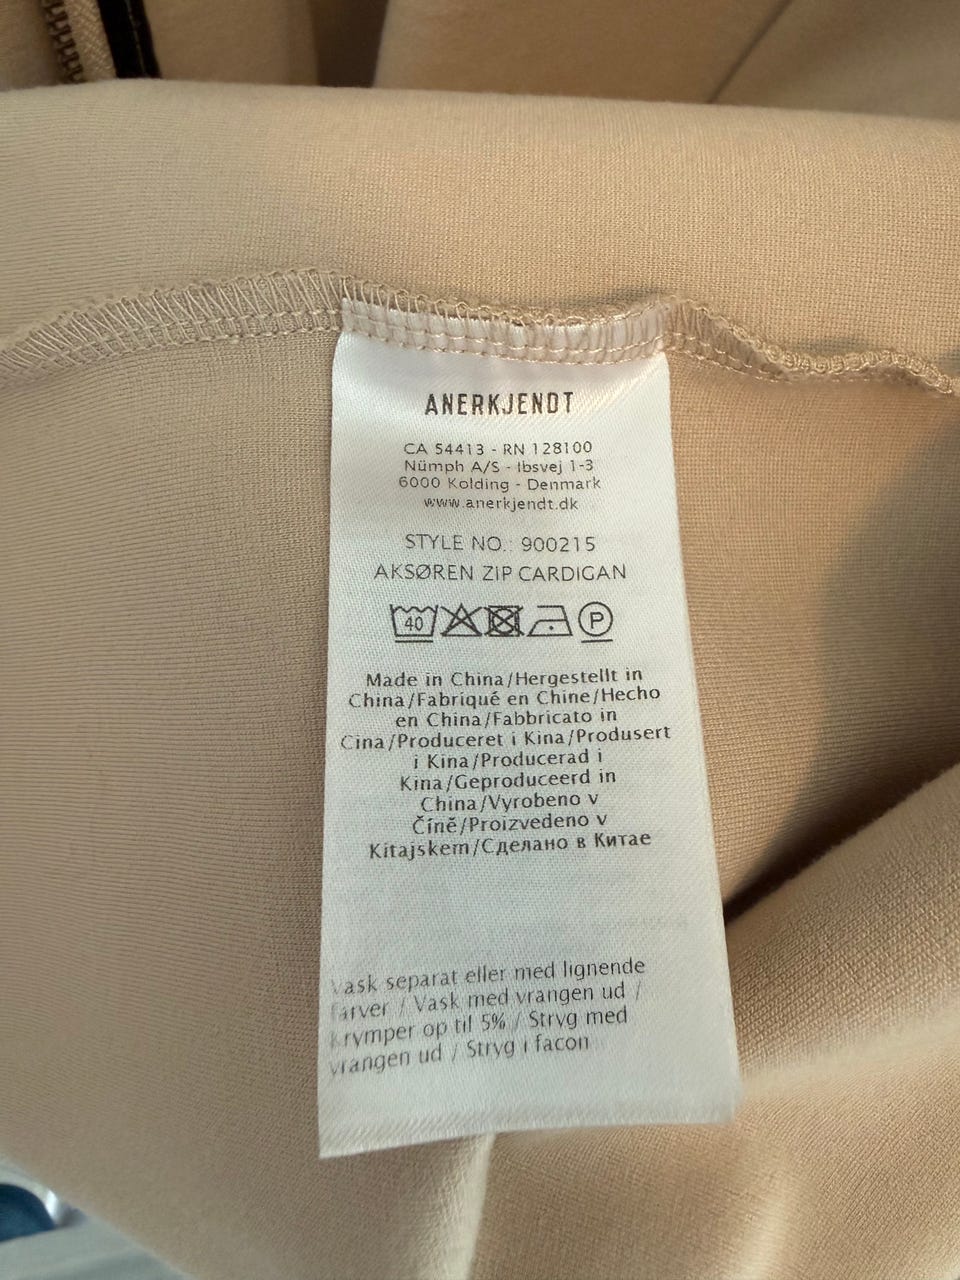 ANERKJENDT
CA 54413 - RN 128100
Nümph A/S - Ibsvej 1-3
6000 Kolding - Denmark
www.anerkjendt.dk
STYLE NO.: 900215
AKSØREN ZIP CARDIGAN
40 P
Made in China/Hergestellt in
China/Fabriqué en Chine/Hecho
en China/Fabbricato in
Cina/Produceret i Kina/Produsert
i Kina/Producerad i
Kina/Geproduceerd in
China/Vyrobeno v
Číně/Proizvedeno v
Kitajskem/Сделано в Китае
Vask separat eller med lignende
farver / Vask med vrangen ud /
Krymper op til 5% / Stryg med
vrangen ud / Stryg i facon